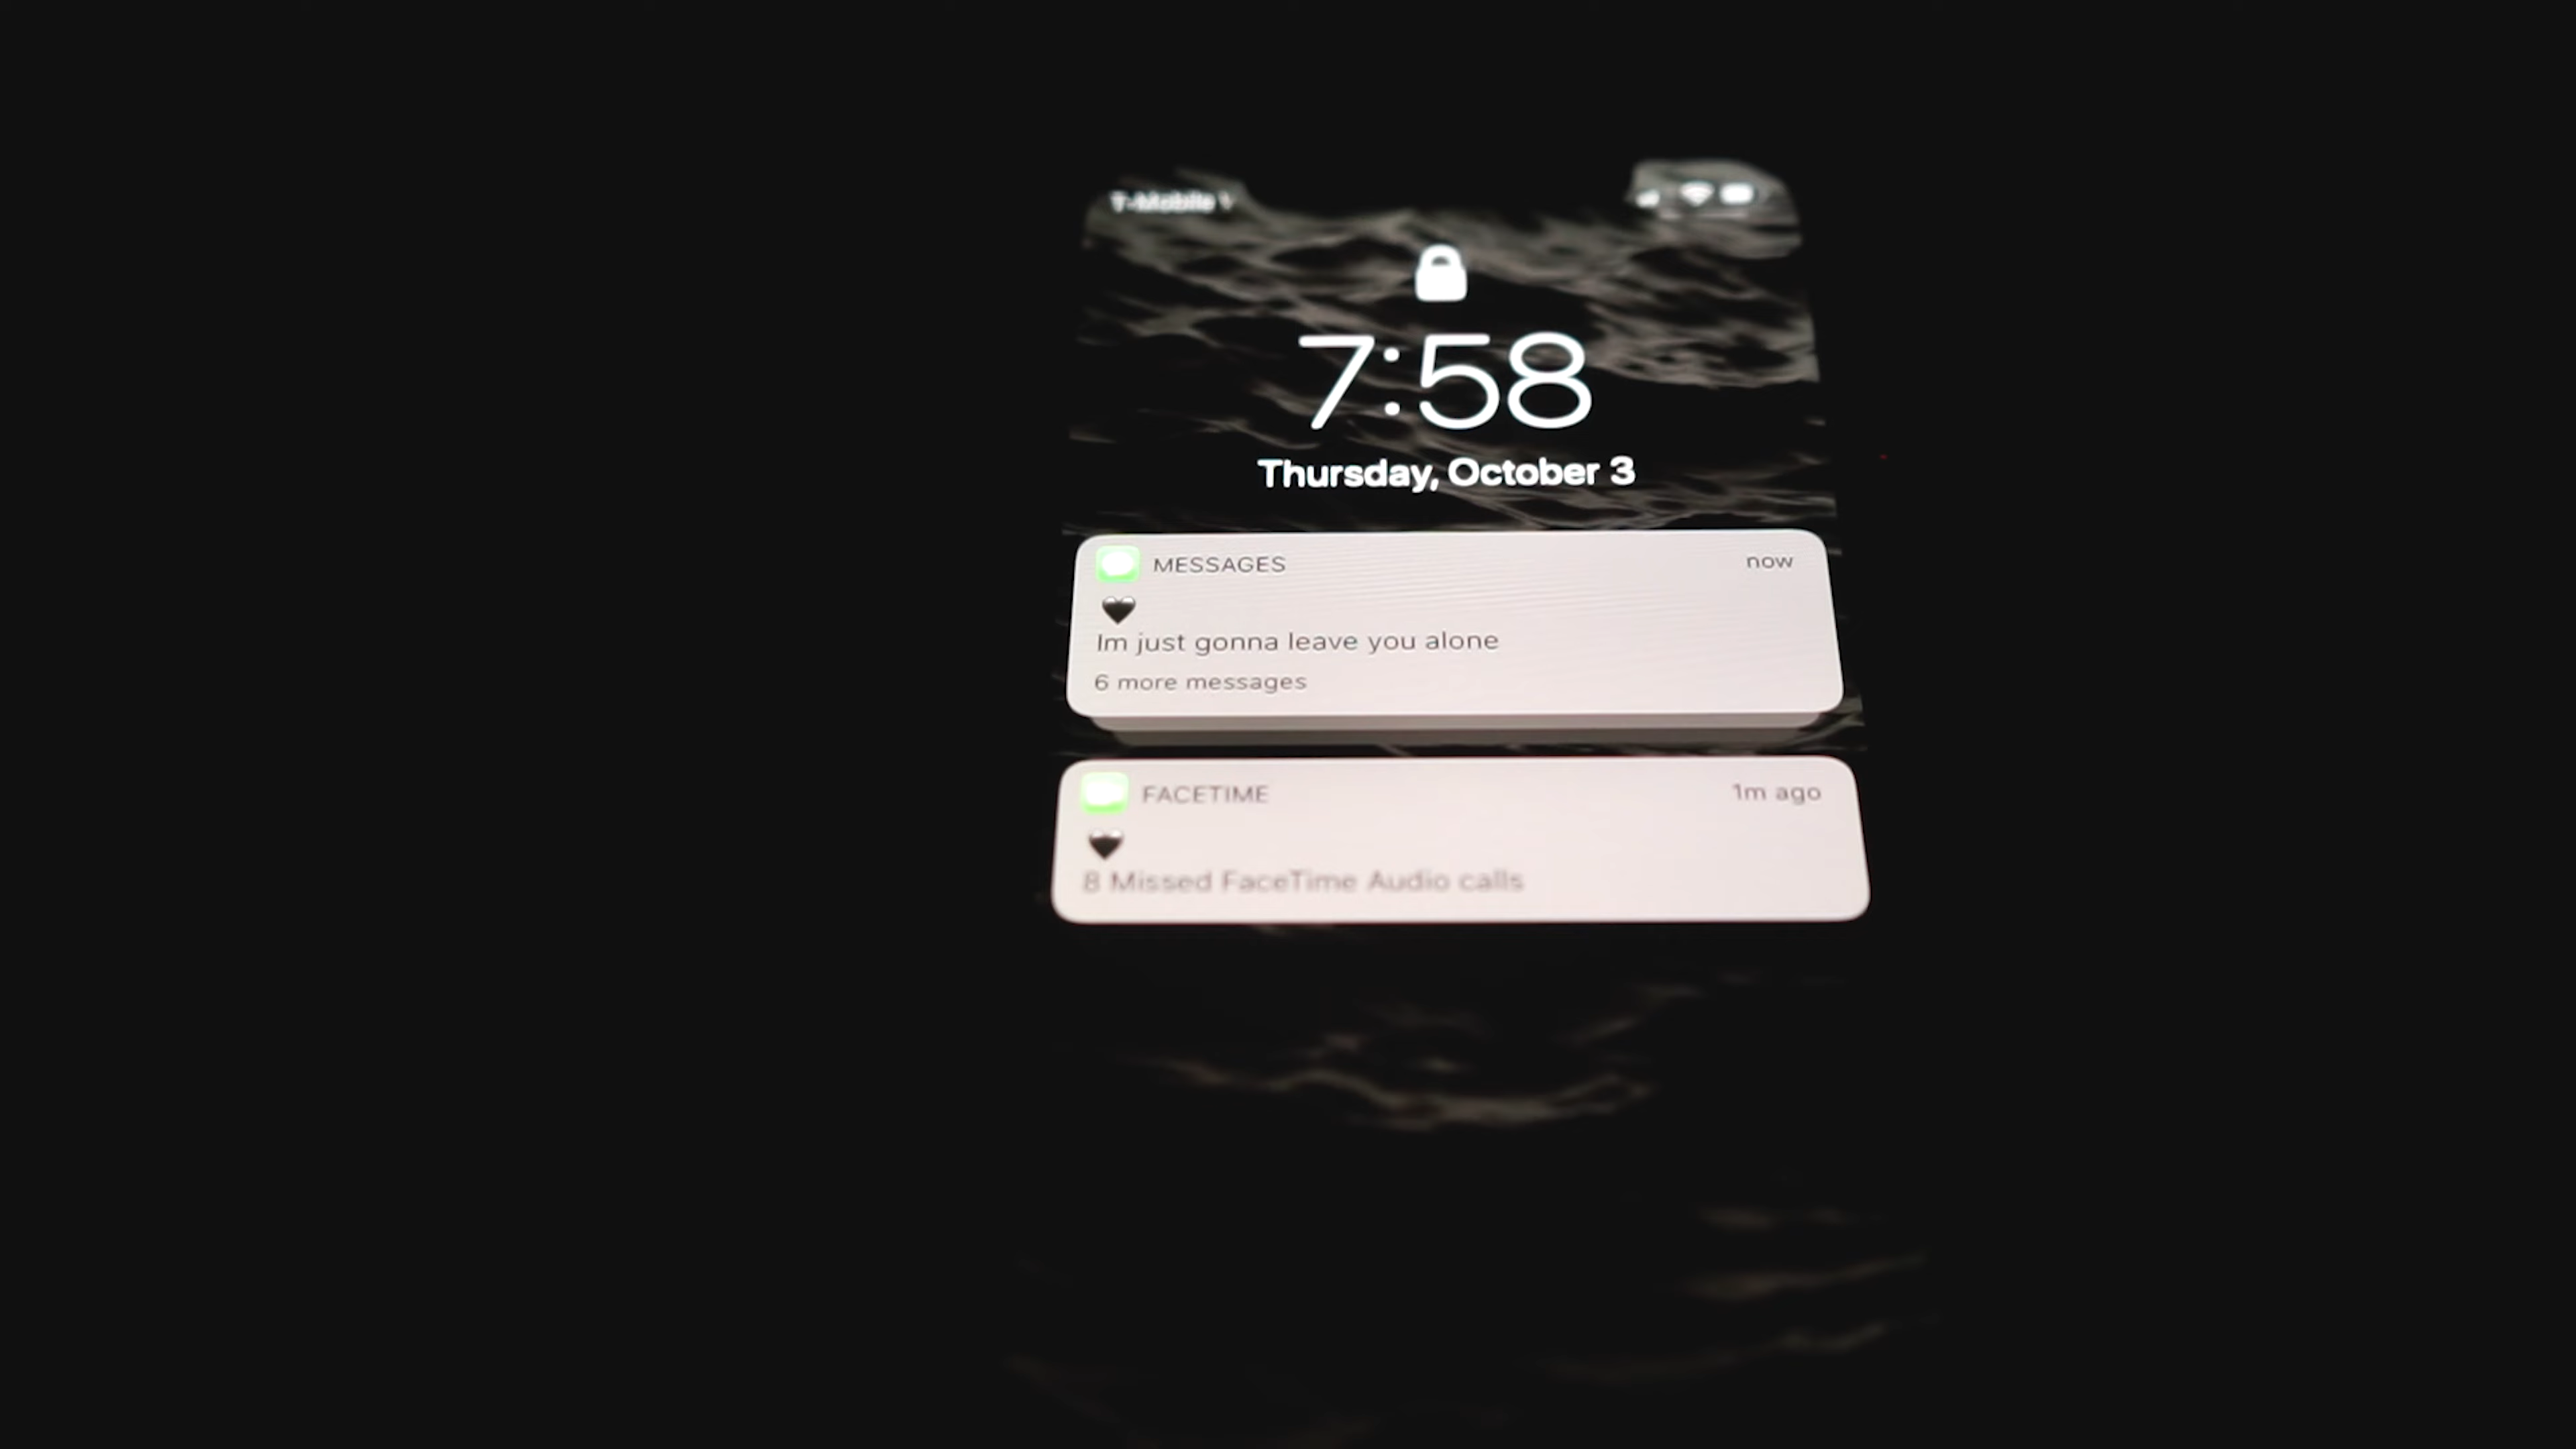 T-Mobile
7:58
Thursday, October 3
MESSAGES now
🖤
Im just gonna leave you alone
6 more messages
FACETIME 1m ago
🖤
8 Missed FaceTime Audio calls